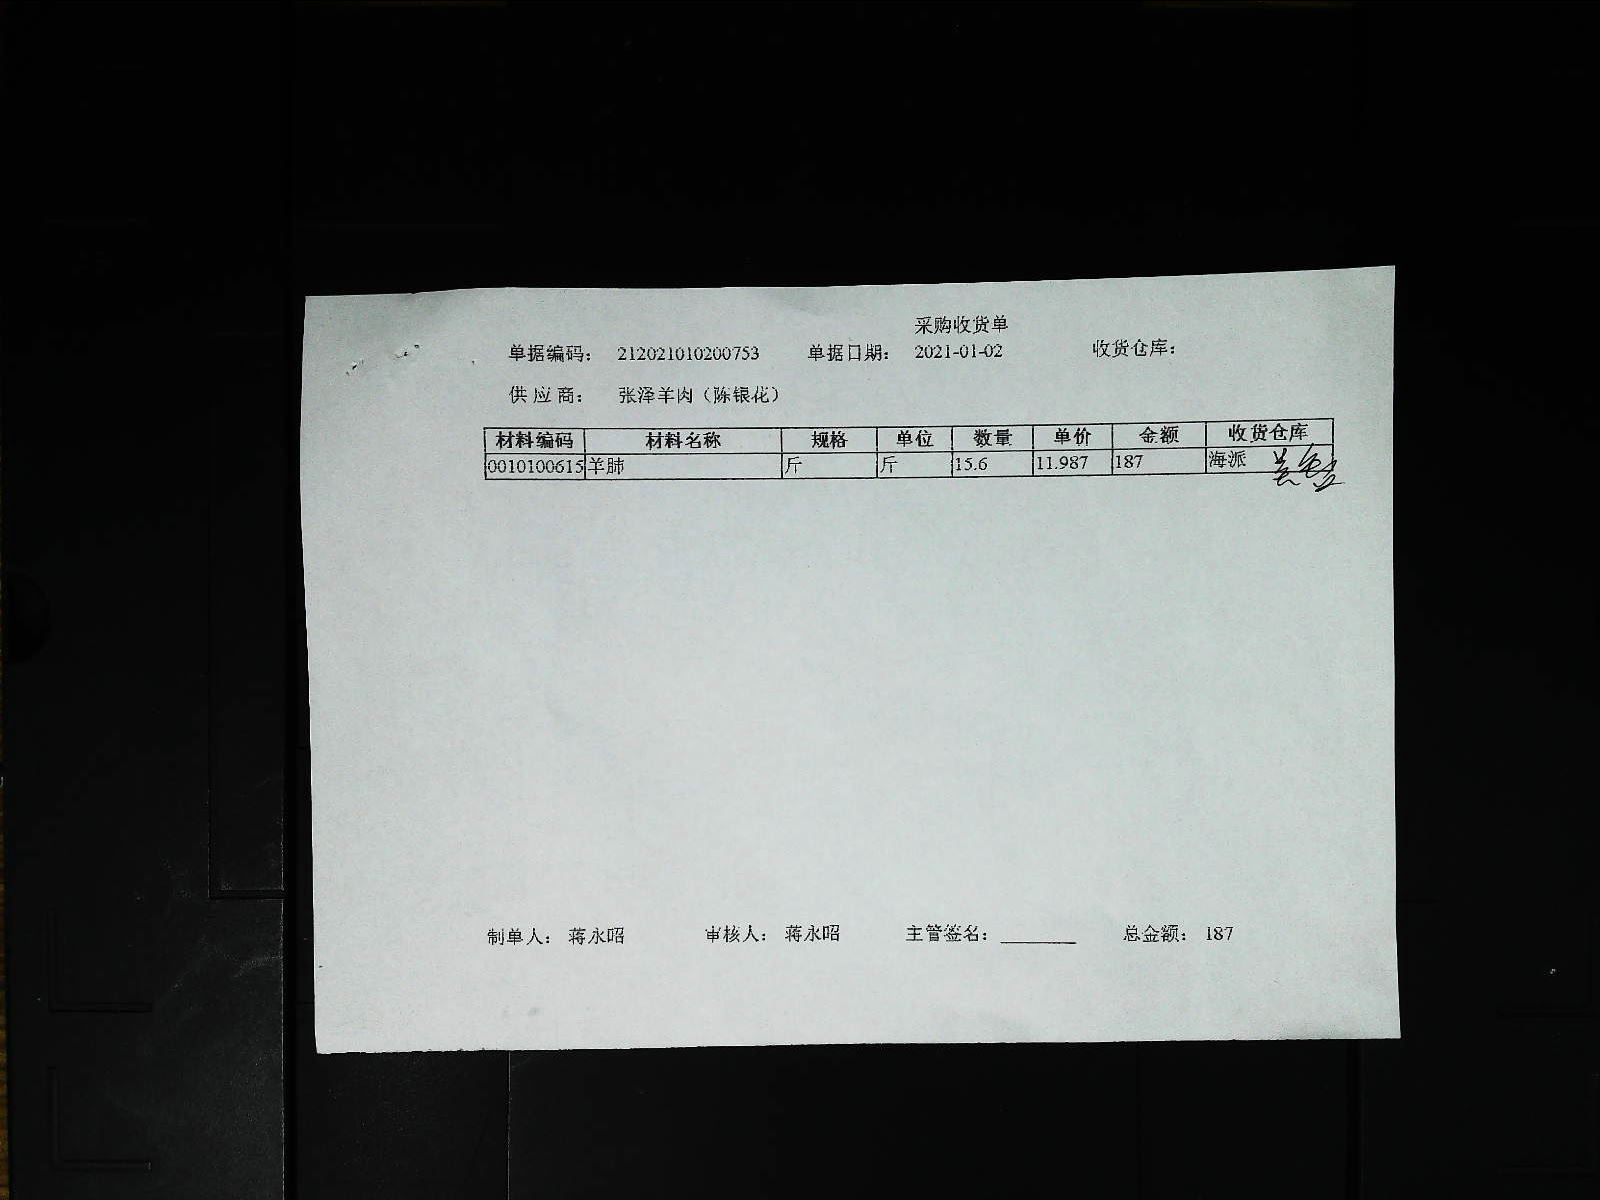 采购收货单
单据编码: 212021010200753 单据日期: 2021-01-02 收货仓库:
供应商: 张泽羊肉（陈银花）
材料编码 材料名称 规格 单位 数量 单价 金额 收货仓库
0010100615 羊肺 斤 斤 15.6 11.987 187 海派
制单人: 蒋永昭 审核人: 蒋永昭 主管签名: ________ 总金额: 187